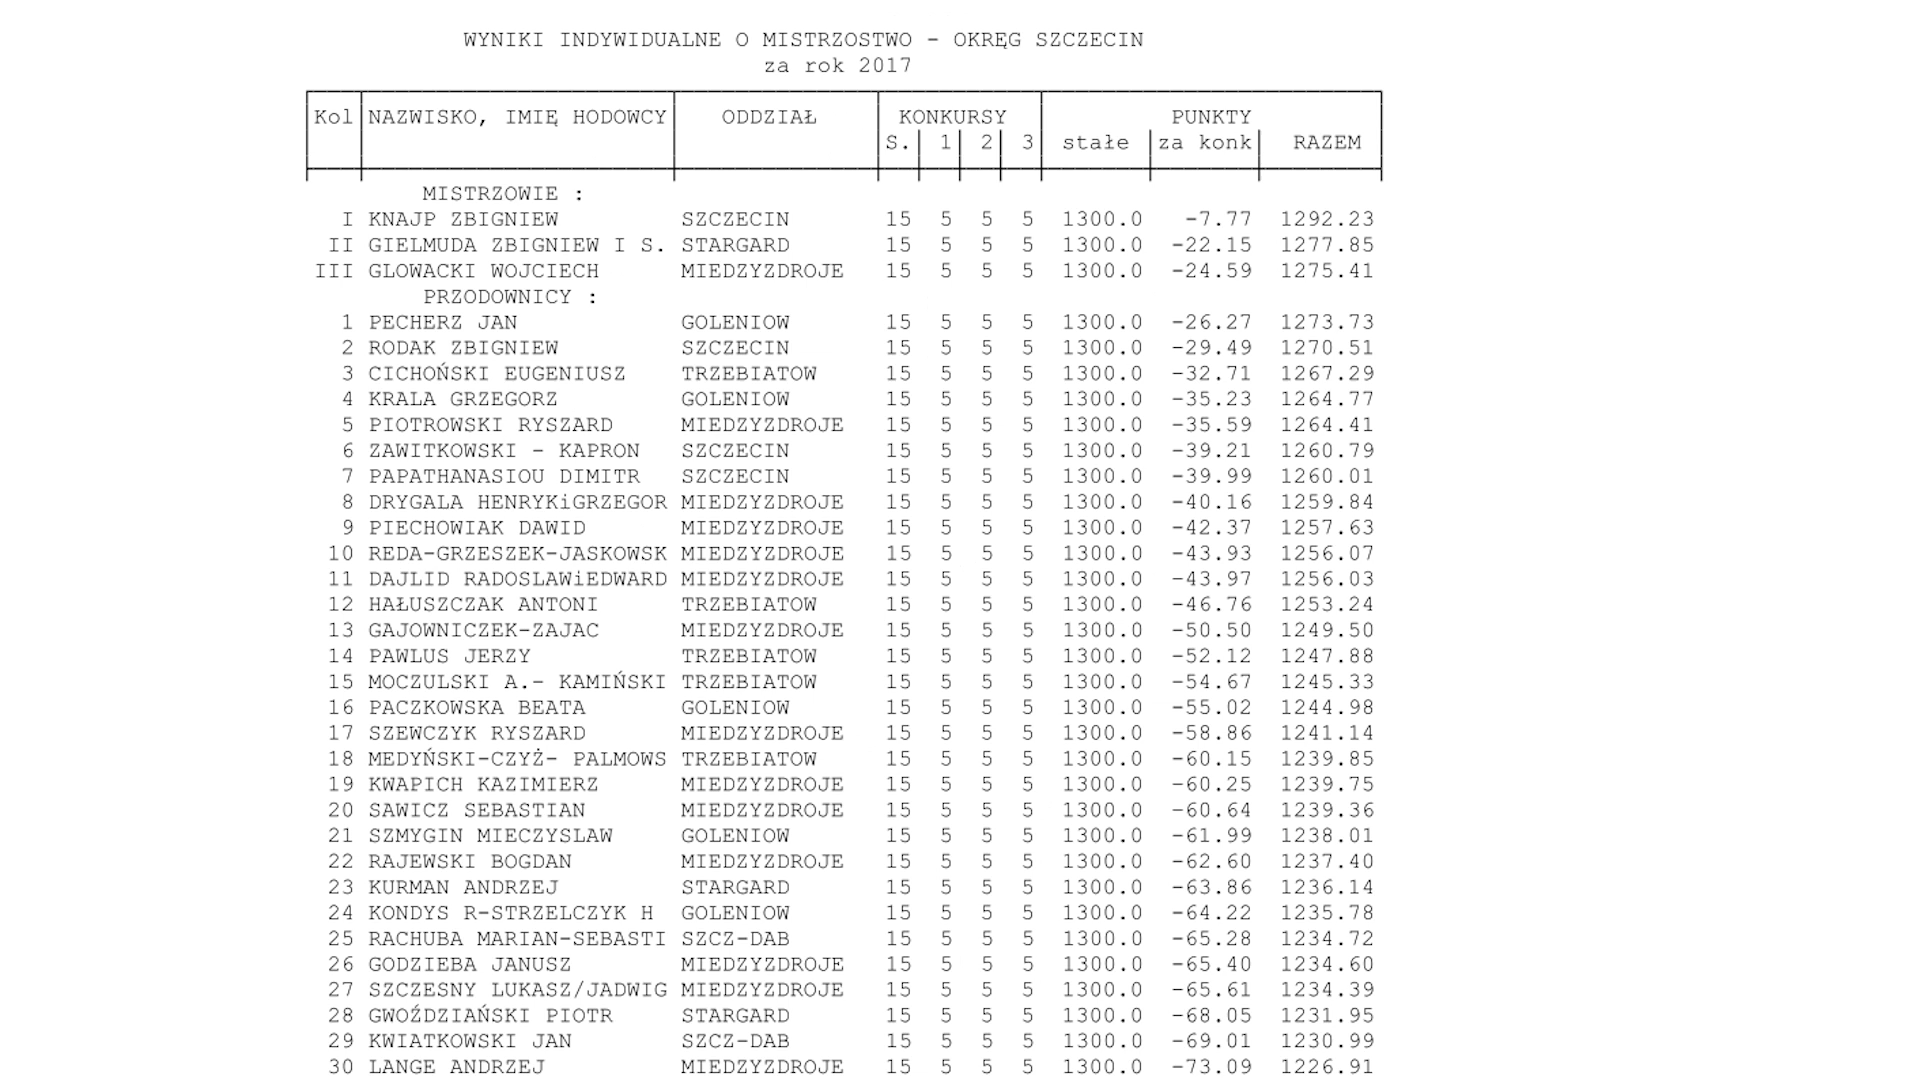 WYNIKI INDYWIDUALNE O MISTRZOSTWO - OKRĘG SZCZECIN
za rok 2017
Kol NAZWISKO, IMIĘ HODOWCY ODDZIAŁ KONKURSY PUNKTY
S. 1 2 3 stałe za konk RAZEM
MISTRZOWIE :
I KNAJP ZBIGNIEW SZCZECIN 15 5 5 5 1300.0 -7.77 1292.23
II GIELMUDA ZBIGNIEW I S. STARGARD 15 5 5 5 1300.0 -22.15 1277.85
III GLOWACKI WOJCIECH MIEDZYZDROJE 15 5 5 5 1300.0 -24.59 1275.41
PRZODOWNICY :
1 PECHERZ JAN GOLENIOW 15 5 5 5 1300.0 -26.27 1273.73
2 RODAK ZBIGNIEW SZCZECIN 15 5 5 5 1300.0 -29.49 1270.51
3 CICHOŃSKI EUGENIUSZ TRZEBIATOW 15 5 5 5 1300.0 -32.71 1267.29
4 KRALA GRZEGORZ GOLENIOW 15 5 5 5 1300.0 -35.23 1264.77
5 PIOTROWSKI RYSZARD MIEDZYZDROJE 15 5 5 5 1300.0 -35.59 1264.41
6 ZAWITKOWSKI - KAPRON SZCZECIN 15 5 5 5 1300.0 -39.21 1260.79
7 PAPATHANASIOU DIMITR SZCZECIN 15 5 5 5 1300.0 -39.99 1260.01
8 DRYGALA HENRYKiGRZEGOR MIEDZYZDROJE 15 5 5 5 1300.0 -40.16 1259.84
9 PIECHOWIAK DAWID MIEDZYZDROJE 15 5 5 5 1300.0 -42.37 1257.63
10 REDA-GRZESZEK-JASKOWSK MIEDZYZDROJE 15 5 5 5 1300.0 -43.93 1256.07
11 DAJLID RADOSLAWiEDWARD MIEDZYZDROJE 15 5 5 5 1300.0 -43.97 1256.03
12 HAŁUSZCZAK ANTONI TRZEBIATOW 15 5 5 5 1300.0 -46.76 1253.24
13 GAJOWNICZEK-ZAJAC MIEDZYZDROJE 15 5 5 5 1300.0 -50.50 1249.50
14 PAWLUS JERZY TRZEBIATOW 15 5 5 5 1300.0 -52.12 1247.88
15 MOCZULSKI A.- KAMIŃSKI TRZEBIATOW 15 5 5 5 1300.0 -54.67 1245.33
16 PACZKOWSKA BEATA GOLENIOW 15 5 5 5 1300.0 -55.02 1244.98
17 SZEWCZYK RYSZARD MIEDZYZDROJE 15 5 5 5 1300.0 -58.86 1241.14
18 MEDYŃSKI-CZYŻ- PALMOWS TRZEBIATOW 15 5 5 5 1300.0 -60.15 1239.85
19 KWAPICH KAZIMIERZ MIEDZYZDROJE 15 5 5 5 1300.0 -60.25 1239.75
20 SAWICZ SEBASTIAN MIEDZYZDROJE 15 5 5 5 1300.0 -60.64 1239.36
21 SZMYGIN MIECZYSLAW GOLENIOW 15 5 5 5 1300.0 -61.99 1238.01
22 RAJEWSKI BOGDAN MIEDZYZDROJE 15 5 5 5 1300.0 -62.60 1237.40
23 KURMAN ANDRZEJ STARGARD 15 5 5 5 1300.0 -63.86 1236.14
24 KONDYS R-STRZELCZYK H GOLENIOW 15 5 5 5 1300.0 -64.22 1235.78
25 RACHUBA MARIAN-SEBASTI SZCZ-DAB 15 5 5 5 1300.0 -65.28 1234.72
26 GODZIEBA JANUSZ MIEDZYZDROJE 15 5 5 5 1300.0 -65.40 1234.60
27 SZCZESNY LUKASZ/JADWIG MIEDZYZDROJE 15 5 5 5 1300.0 -65.61 1234.39
28 GWOŹDZIAŃSKI PIOTR STARGARD 15 5 5 5 1300.0 -68.05 1231.95
29 KWIATKOWSKI JAN SZCZ-DAB 15 5 5 5 1300.0 -69.01 1230.99
30 LANGE ANDRZEJ MIEDZYZDROJE 15 5 5 5 1300.0 -73.09 1226.91